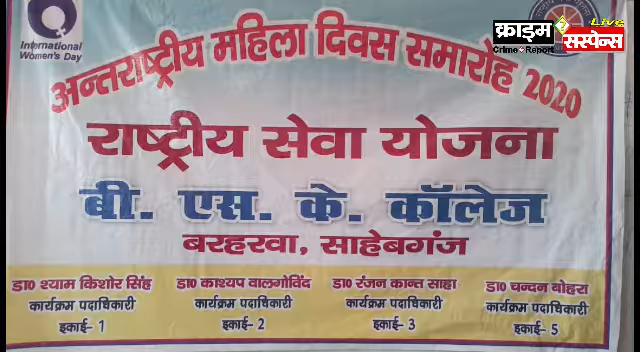 International
Women's Day
क्राइम
Crime Report
Live
सस्पेन्स
अन्तराष्ट्रीय महिला दिवस समारोह 2020
राष्ट्रीय सेवा योजना
बी. एस. के. कॉलेज
बरहरवा, साहेबगंज
डा0 श्याम किशोर सिंह
कार्यक्रम पदाधिकारी
इकाई- 1
डा0 काश्यप वालगोविंद
कार्यक्रम पदाधिकारी
इकाई- 2
डा0 रंजन कान्त साहा
कार्यक्रम पदाधिकारी
इकाई- 3
डा0 चन्दन वोहरा
कार्यक्रम पदाधिकारी
इकाई- 5